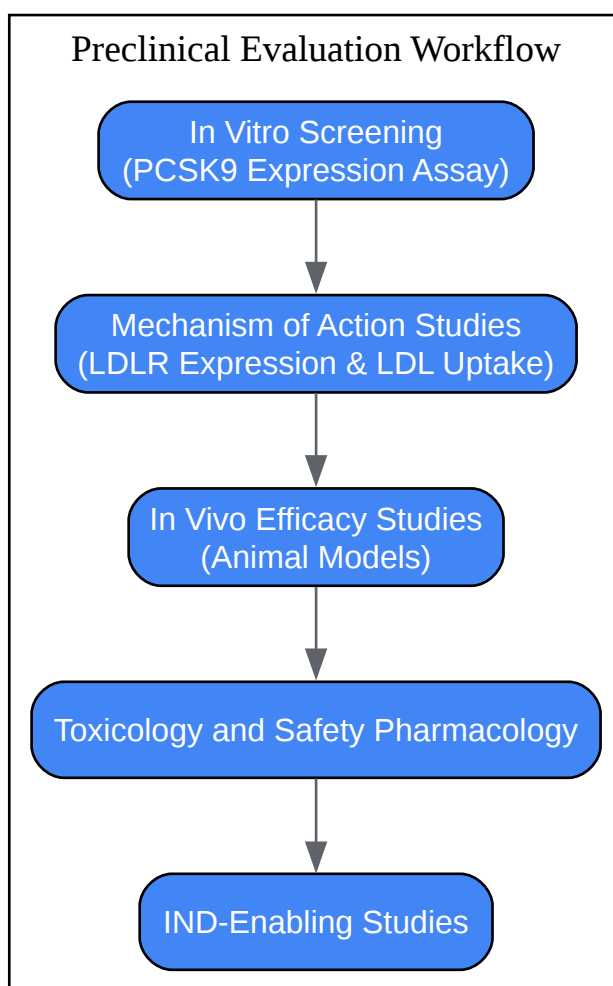 Preclinical Evaluation Workflow
In Vitro Screening
(PCSK9 Expression Assay)
Mechanism of Action Studies
(LDLR Expression & LDL Uptake)
In Vivo Efficacy Studies
(Animal Models)
Toxicology and Safety Pharmacology
IND-Enabling Studies